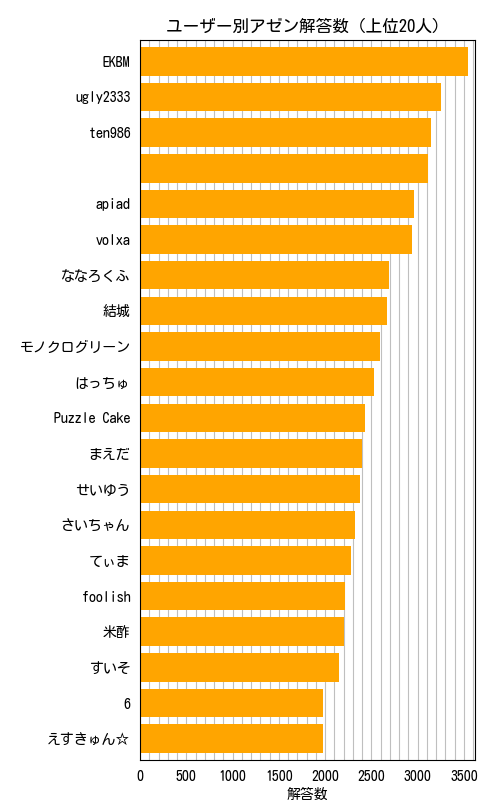 ユーザー別アゼン解答数 (上位20人)
EKBM
ugly2333
ten986
apiad
volxa
ななろくふ
結城
モノクログリーン
はっちゅ
Puzzle Cake
まえだ
せいゆう
さいちゃん
てぃま
foolish
米酢
すいそ
6
えすきゅん☆
0 500 1000 1500 2000 2500 3000 3500
解答数